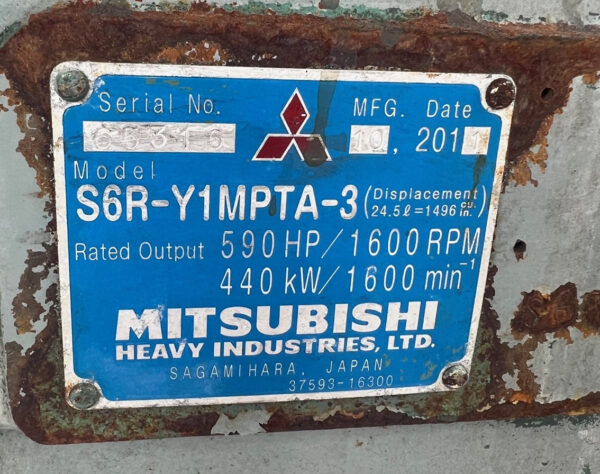 Serial No.
MFG. Date
10, 201
Model
S6R-Y1MPTA-3 (Displacement 24.5ℓ=1496 cu. in.)
Rated Output 590 HP/1600 RPM
440 kW/1600 min⁻¹
MITSUBISHI
HEAVY INDUSTRIES, LTD.
SAGAMIHARA, JAPAN
37593-16300